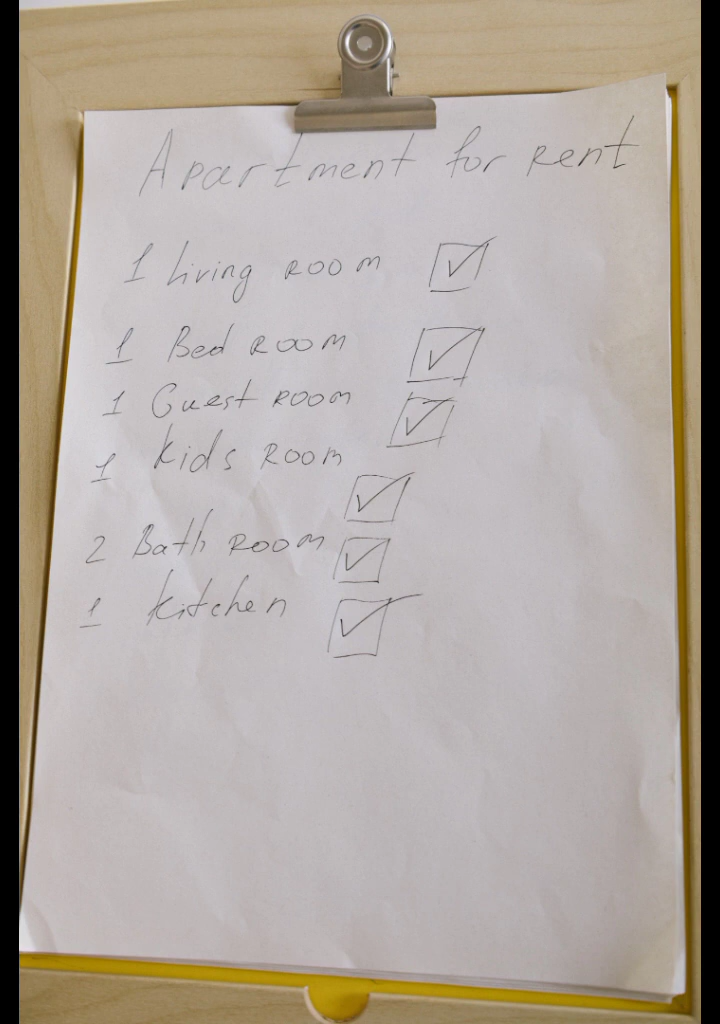 Apartment for Rent
1 Living Room ☑
1 Bed Room ☑
1 Guest Room ☑
1 Kids Room ☑
2 Bath Room ☑
1 Kitchen ☑